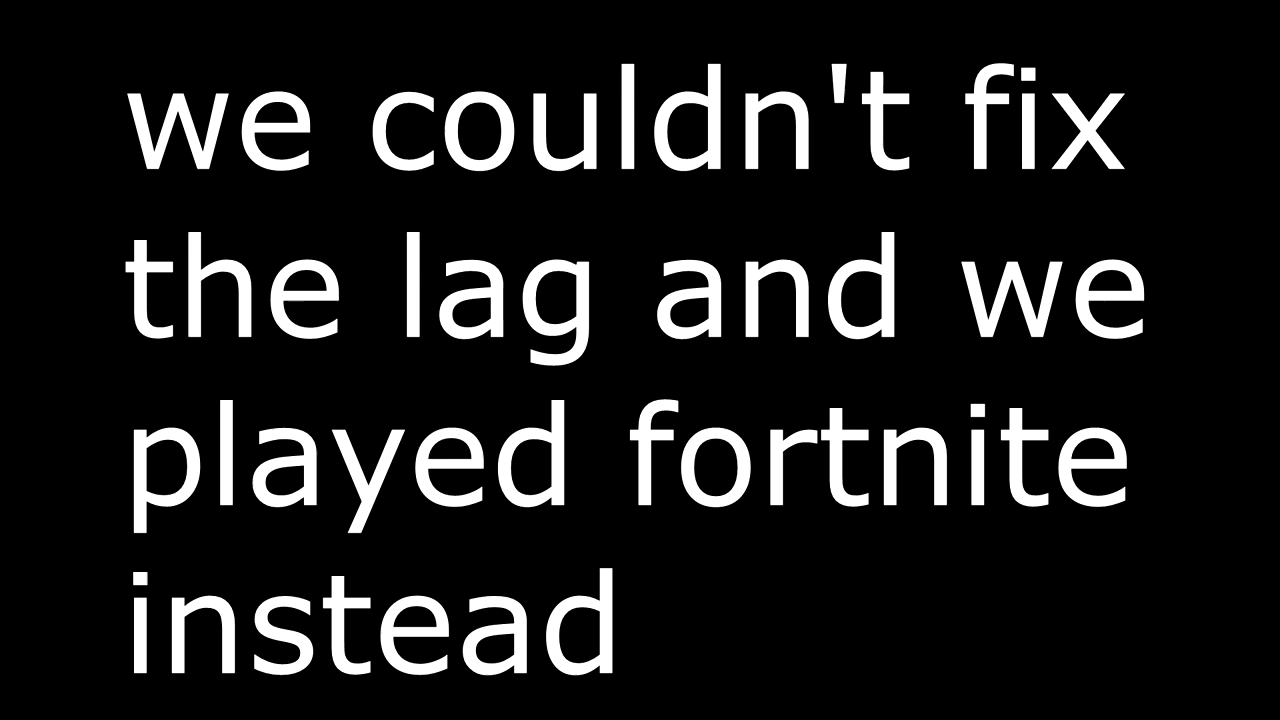 we couldn't fix
the lag and we
played fortnite
instead